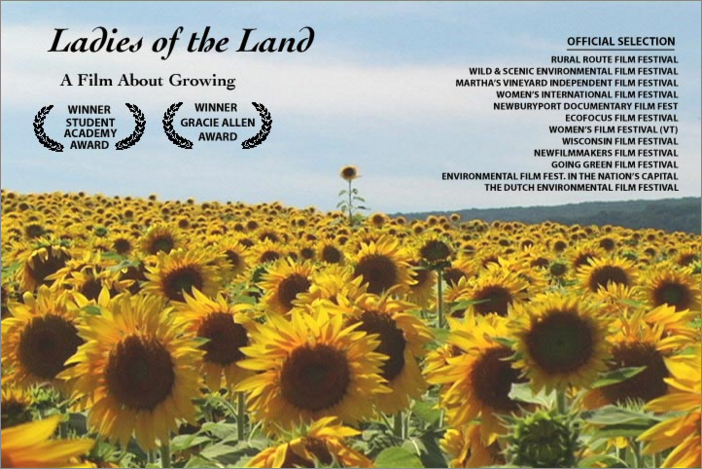 Ladies of the Land
A Film About Growing
WINNER
STUDENT
ACADEMY
AWARD
WINNER
GRACIE ALLEN
AWARD
OFFICIAL SELECTION
RURAL ROUTE FILM FESTIVAL
WILD & SCENIC ENVIRONMENTAL FILM FESTIVAL
MARTHA'S VINEYARD INDEPENDENT FILM FESTIVAL
WOMEN'S INTERNATIONAL FILM FESTIVAL
NEWBURYPORT DOCUMENTARY FILM FEST
ECOFOCUS FILM FESTIVAL
WOMEN'S FILM FESTIVAL (VT)
WISCONSIN FILM FESTIVAL
NEWFILMMAKERS FILM FESTIVAL
GOING GREEN FILM FESTIVAL
ENVIRONMENTAL FILM FEST. IN THE NATION'S CAPITAL
THE DUTCH ENVIRONMENTAL FILM FESTIVAL